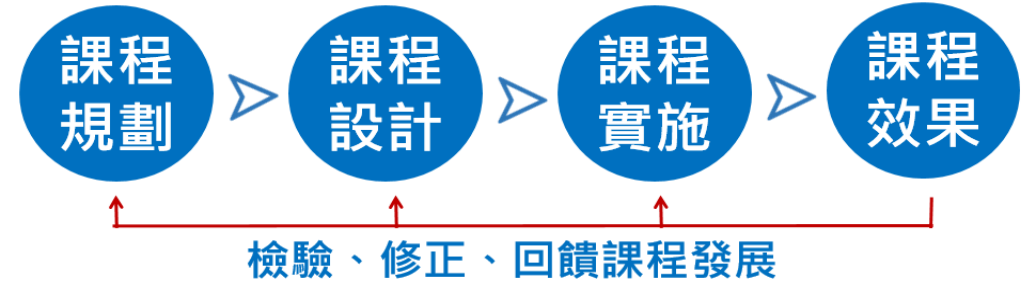 課程
規劃
課程
設計
課程
實施
課程
效果
檢驗、修正、回饋課程發展